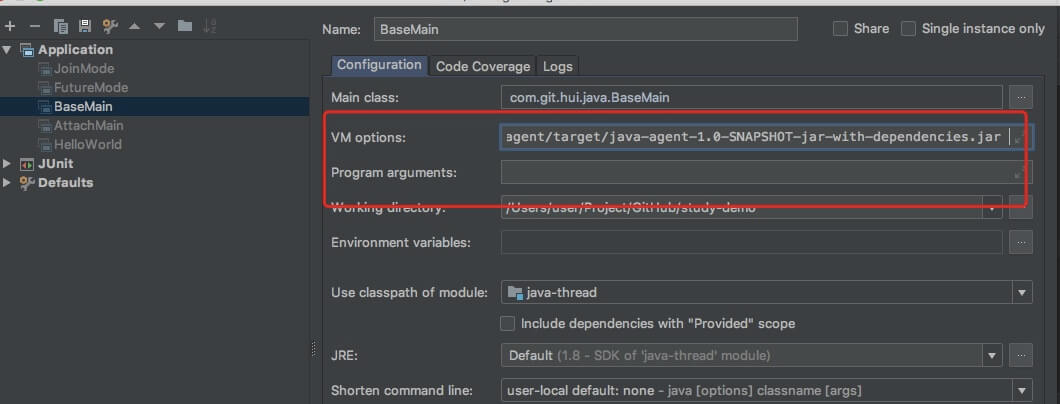 Name: BaseMain Share Single instance only
Application
JoinMode
FutureMode
BaseMain
AttachMain
HelloWorld
JUnit
Defaults
Configuration Code Coverage Logs
Main class: com.git.hui.java.BaseMain ...
VM options: agent/target/java-agent-1.0-SNAPSHOT-jar-with-dependencies.jar
Program arguments:
Working directory: /Users/user/Project/GitHub/study-demo
Environment variables: ...
Use classpath of module: java-thread
Include dependencies with "Provided" scope
JRE: Default (1.8 - SDK of 'java-thread' module) ...
Shorten command line: user-local default: none - java [options] classname [args]